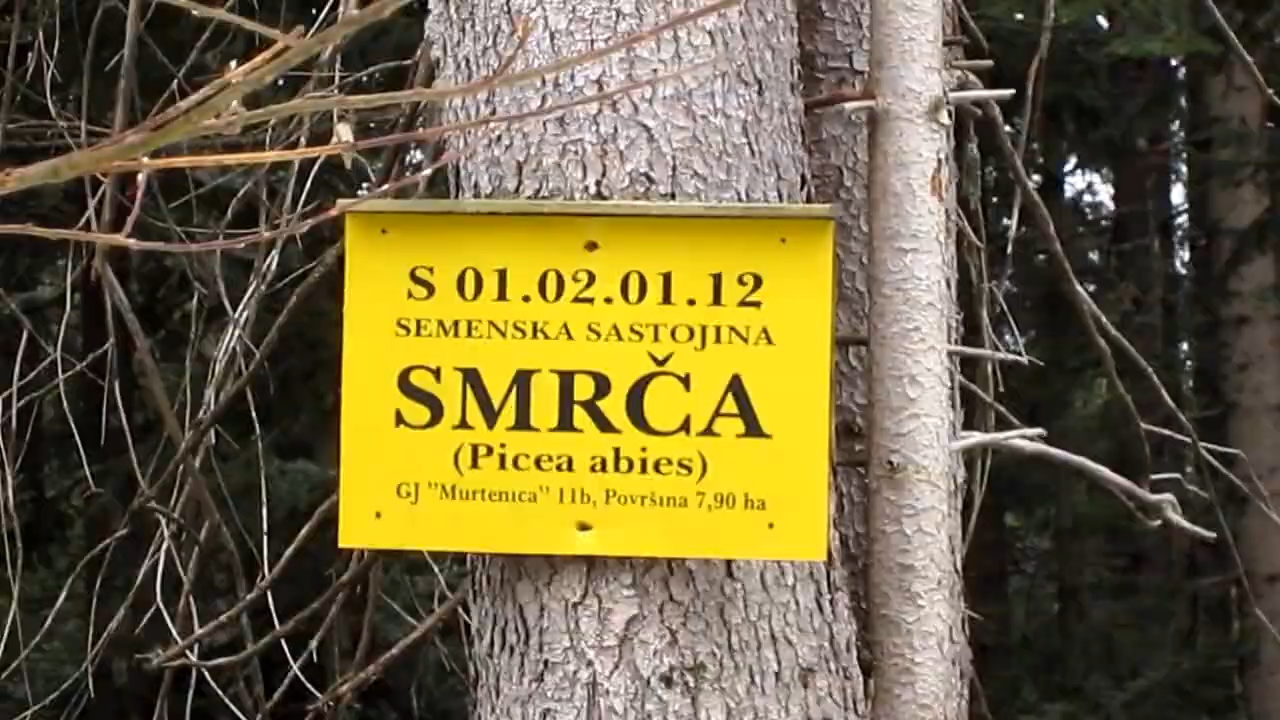 S 01.02.01.12
SEMENSKA SASTOJINA
SMRČA
(Picea abies)
GJ "Murtenica" 11b, Površina 7,90 ha